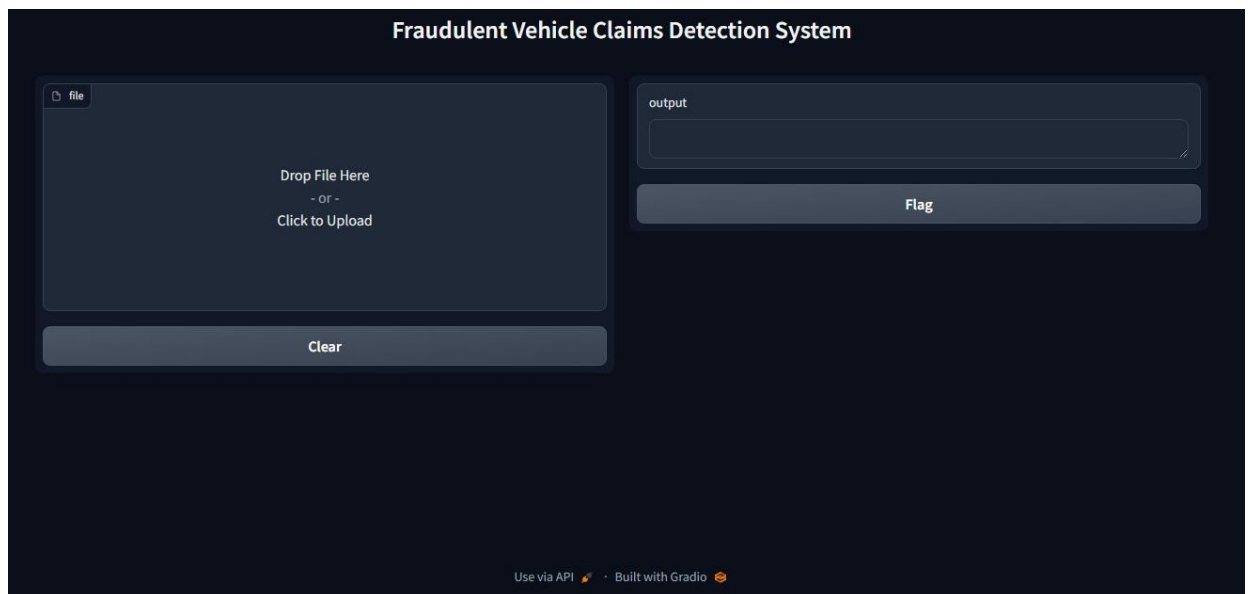 Fraudulent Vehicle Claims Detection System
file
Drop File Here
- or -
Click to Upload
Clear
output
Flag
Use via API · Built with Gradio